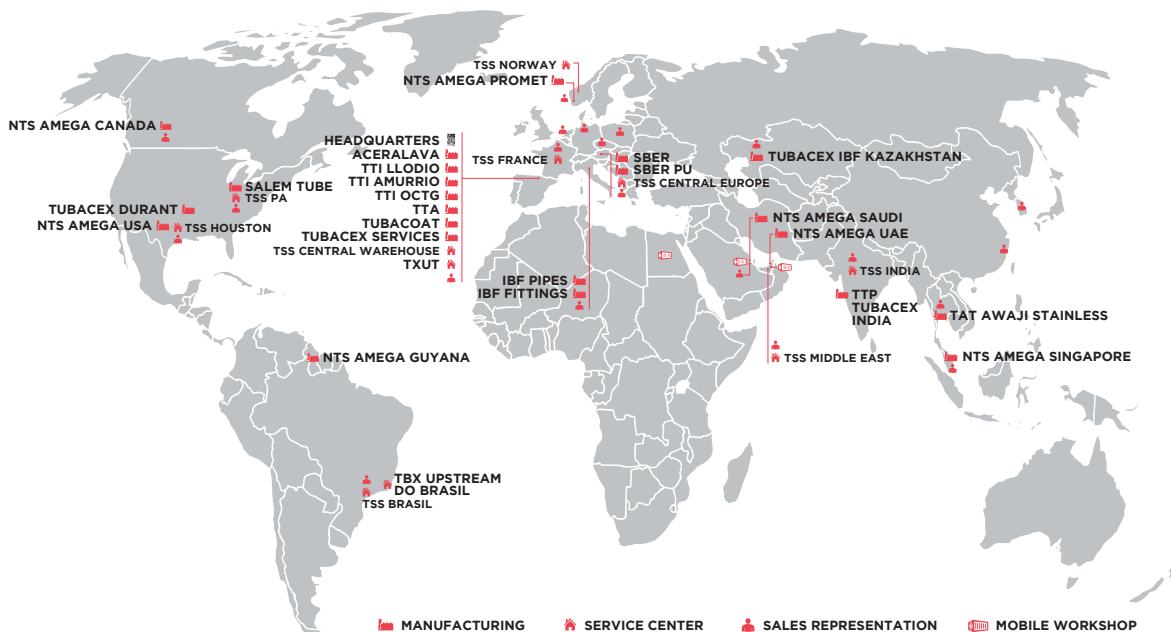 TSS NORWAY
NTS AMEGA PROMET
NTS AMEGA CANADA
HEADQUARTERS
ACERALAVA
TTI LLODIO
TTI AMURRIO
TTI OCTG
TTA
TUBACOAT
TUBACEX SERVICES
TSS CENTRAL WAREHOUSE
TXUT
TSS FRANCE
SBER
SBER PU
TSS CENTRAL EUROPE
TUBACEX IBF KAZAKHSTAN
SALEM TUBE
TSS PA
TUBACEX DURANT
NTS AMEGA USA
TSS HOUSTON
NTS AMEGA SAUDI
NTS AMEGA UAE
TSS INDIA
IBF PIPES
IBF FITTINGS
TTP
TUBACEX
INDIA
TAT AWAJI STAINLESS
NTS AMEGA GUYANA
TSS MIDDLE EAST
NTS AMEGA SINGAPORE
TBX UPSTREAM
DO BRASIL
TSS BRASIL
MANUFACTURING
SERVICE CENTER
SALES REPRESENTATION
MOBILE WORKSHOP